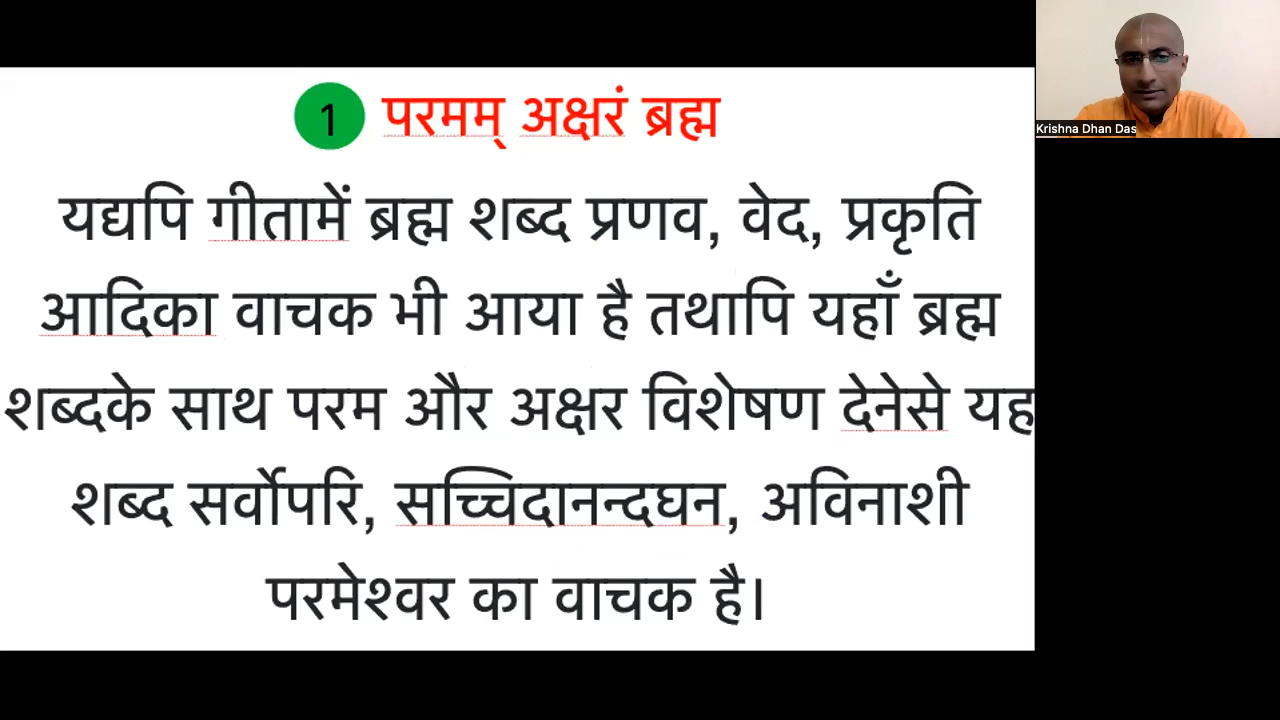 1 परमम् अक्षरं ब्रह्म
यद्यपि गीतामें ब्रह्म शब्द प्रणव, वेद, प्रकृति
आदिका वाचक भी आया है तथापि यहाँ ब्रह्म
शब्दके साथ परम और अक्षर विशेषण देनेसे यह
शब्द सर्वोपरि, सच्चिदानन्दघन, अविनाशी
परमेश्वर का वाचक है।
Krishna Dhan Das